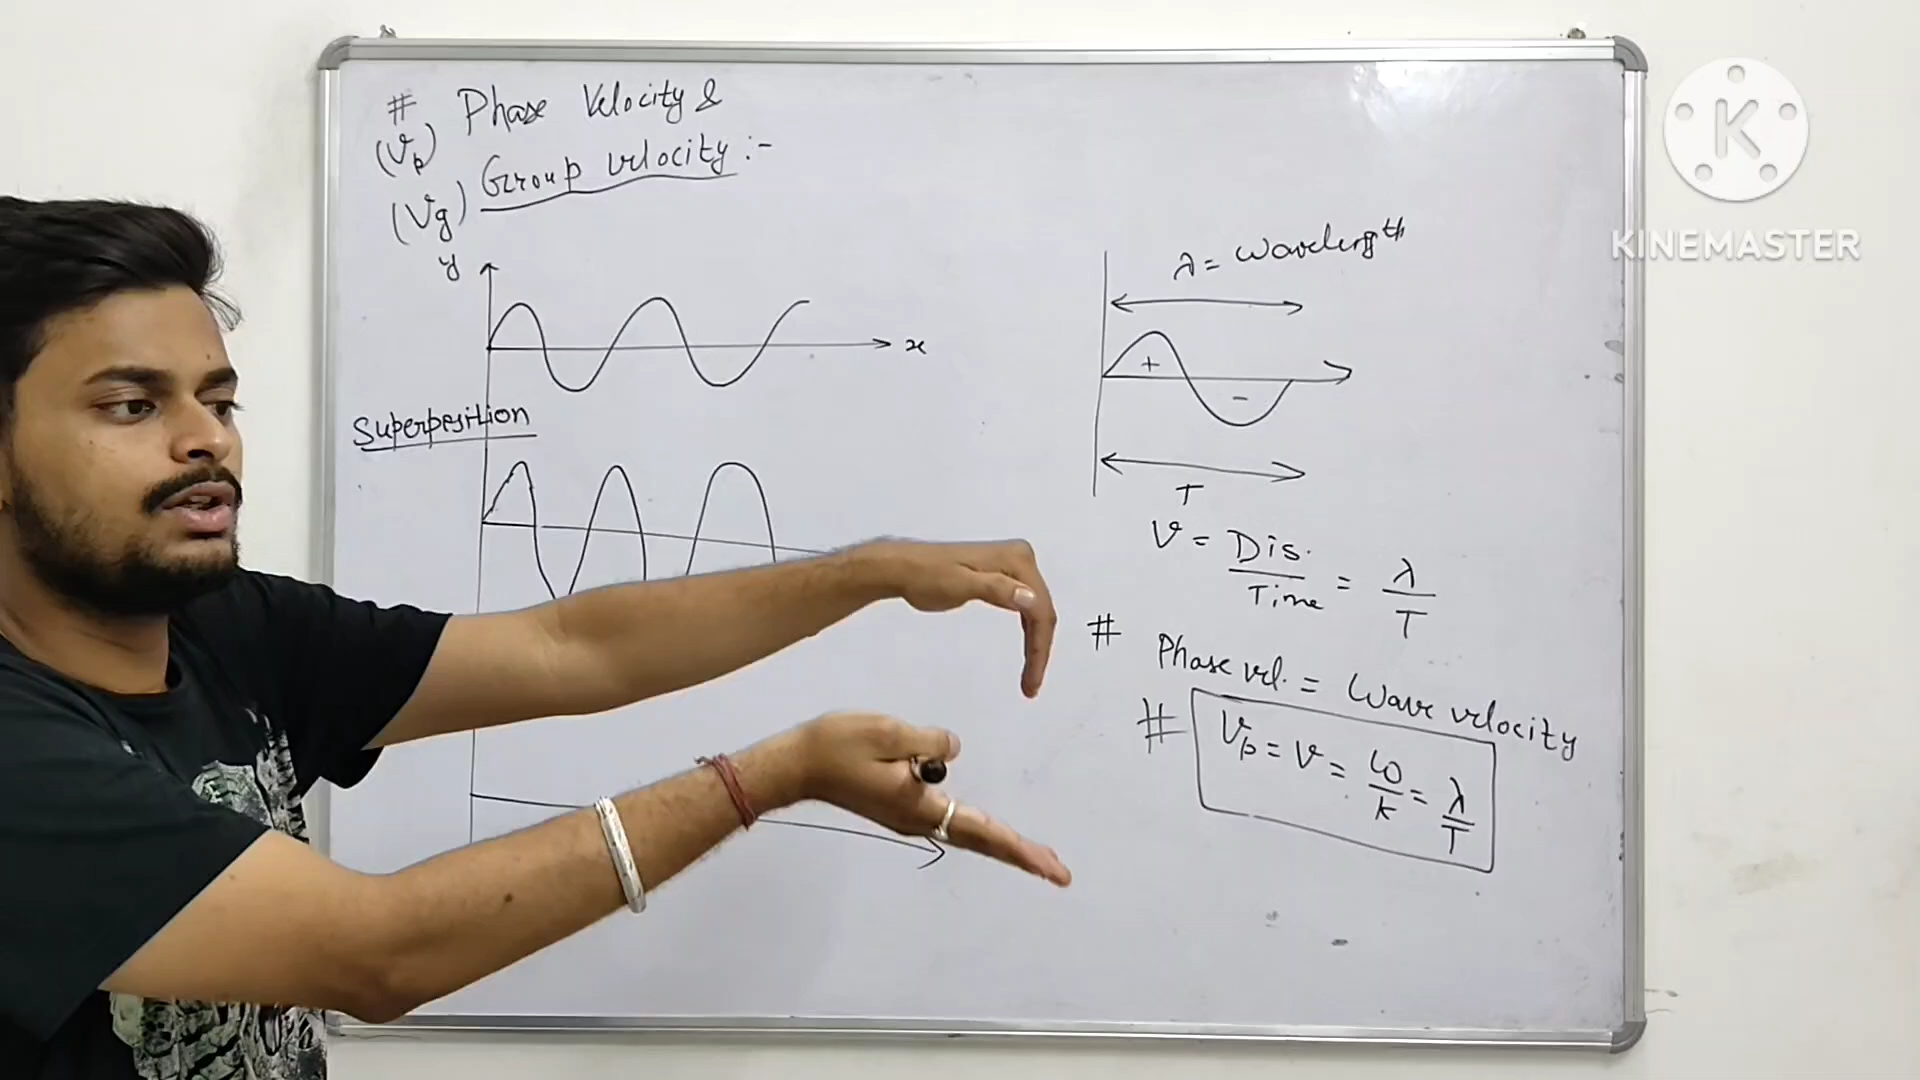 # Phase Velocity &
(Vp)
Group velocity :-
(Vg)
y
x
Superposition
λ = wavelength
+
-
T
V = Dis. / Time = λ / T
# Phase vel. = Wave velocity
# Vp = V = ω / k = λ / T
K
KINEMASTER